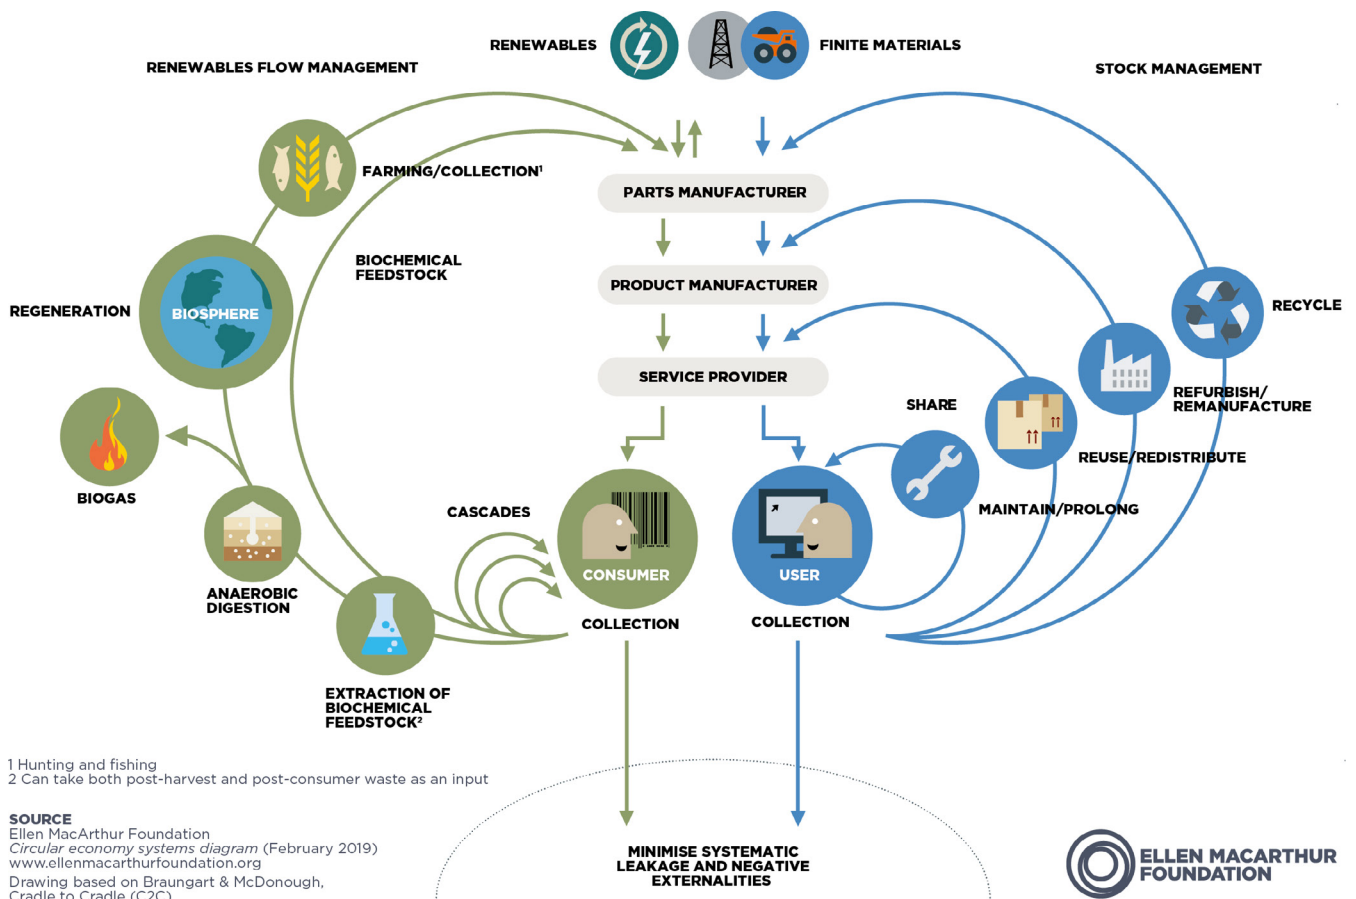 RENEWABLES
FINITE MATERIALS
RENEWABLES FLOW MANAGEMENT
STOCK MANAGEMENT
FARMING/COLLECTION¹
PARTS MANUFACTURER
BIOCHEMICAL
FEEDSTOCK
PRODUCT MANUFACTURER
REGENERATION
BIOSPHERE
RECYCLE
SERVICE PROVIDER
SHARE
REFURBISH/
REMANUFACTURE
REUSE/REDISTRIBUTE
BIOGAS
CASCADES
MAINTAIN/PROLONG
CONSUMER
USER
ANAEROBIC
DIGESTION
COLLECTION
COLLECTION
EXTRACTION OF
BIOCHEMICAL
FEEDSTOCK²
1 Hunting and fishing
2 Can take both post-harvest and post-consumer waste as an input
SOURCE
Ellen MacArthur Foundation
Circular economy systems diagram (February 2019)
www.ellenmacarthurfoundation.org
Drawing based on Braungart & McDonough,
Cradle to Cradle (C2C)
MINIMISE SYSTEMATIC
LEAKAGE AND NEGATIVE
EXTERNALITIES
ELLEN MACARTHUR
FOUNDATION